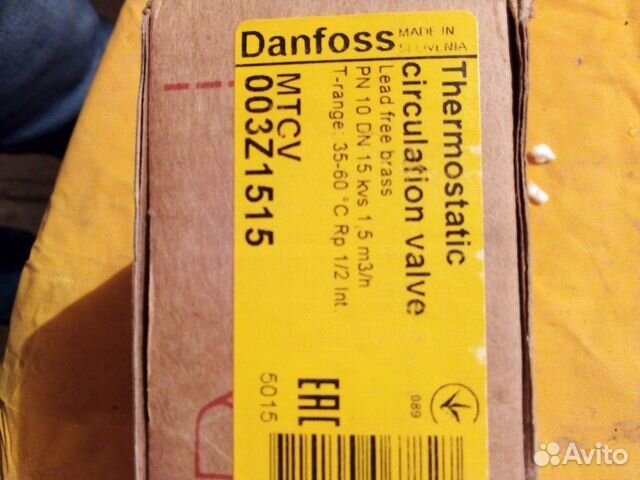 Danfoss
MADE IN
SLOVENIA
Thermostatic
circulation valve
Lead free brass
PN 10 DN 15 kvs 1,5 m3/h
T-range: 35-60 °C Rp 1/2 Int.
MTCV
003Z1515
5015
EAC
089
Avito